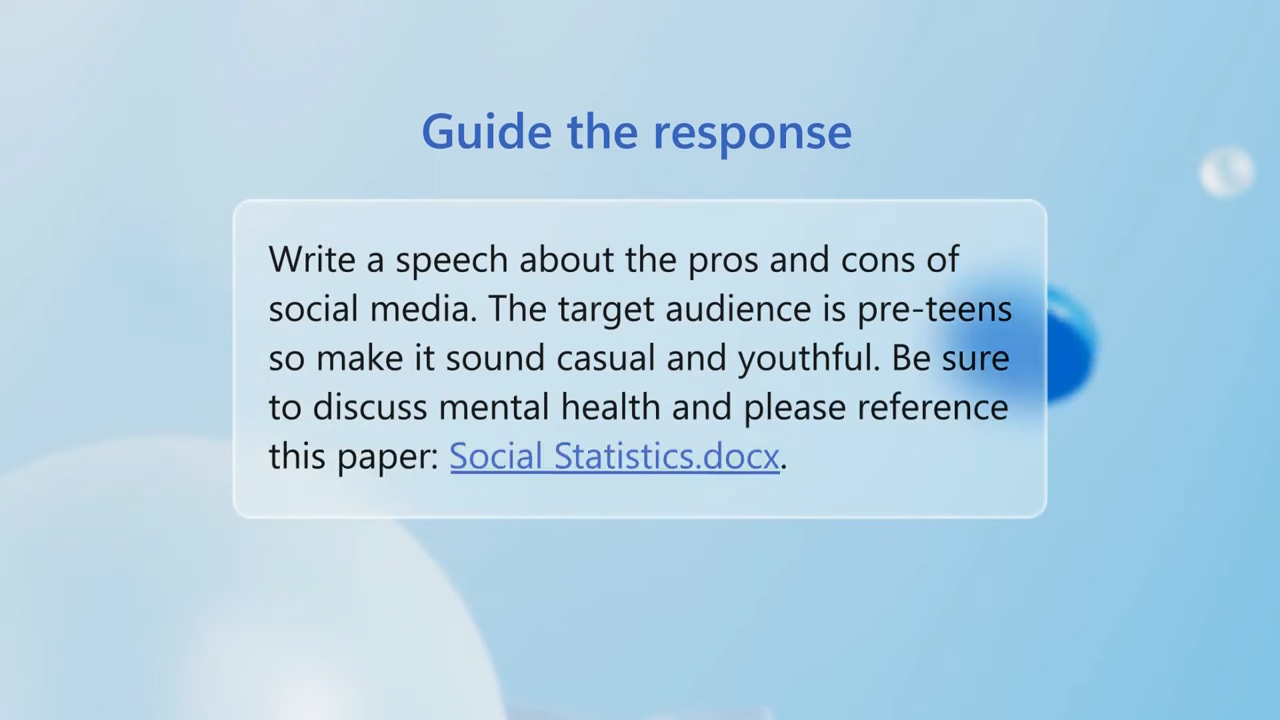 Guide the response
Write a speech about the pros and cons of
social media. The target audience is pre-teens
so make it sound casual and youthful. Be sure
to discuss mental health and please reference
this paper: Social Statistics.docx.